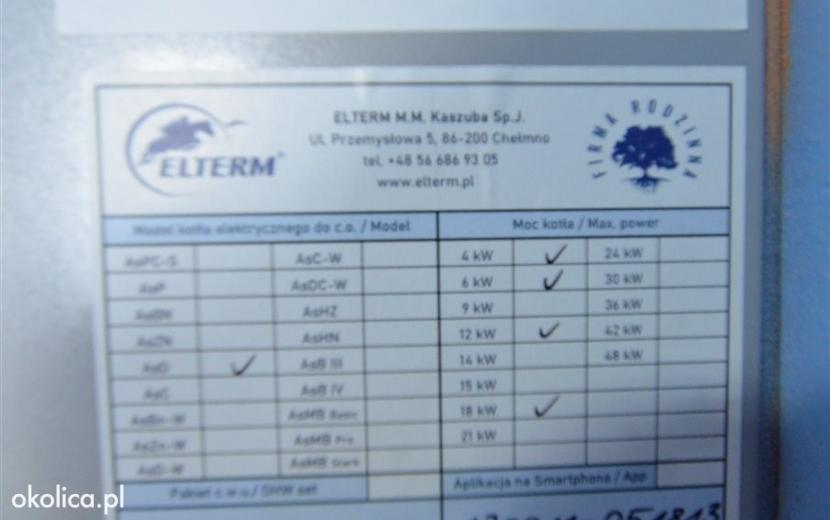 ELTERM
ELTERM M.M. Kaszuba Sp.J.
Ul. Przemysłowa 5, 86-200 Chełmno
tel. +48 56 686 93 05
www.elterm.pl
FIRMA RODZINNA
Model kotła elektrycznego do c.o. / Model
Moc kotła / Max. power
AsPC-S AsC-W 4 kW ✓ 24 kW
AsP AsDC-W 6 kW ✓ 30 kW
AsBN AsHZ 9 kW 36 kW
AsZN AsHN 12 kW ✓ 42 kW
AsD ✓ AsB III 14 kW 48 kW
AsC AsB IV 15 kW
AsBn-W AsMB Basic 18 kW ✓
AsZn-W AsMB Pro 21 kW
AsD-W AsMB
Pakiet c.w.u / DHW set
Aplikacja na Smartphona / App
051813
okolica.pl